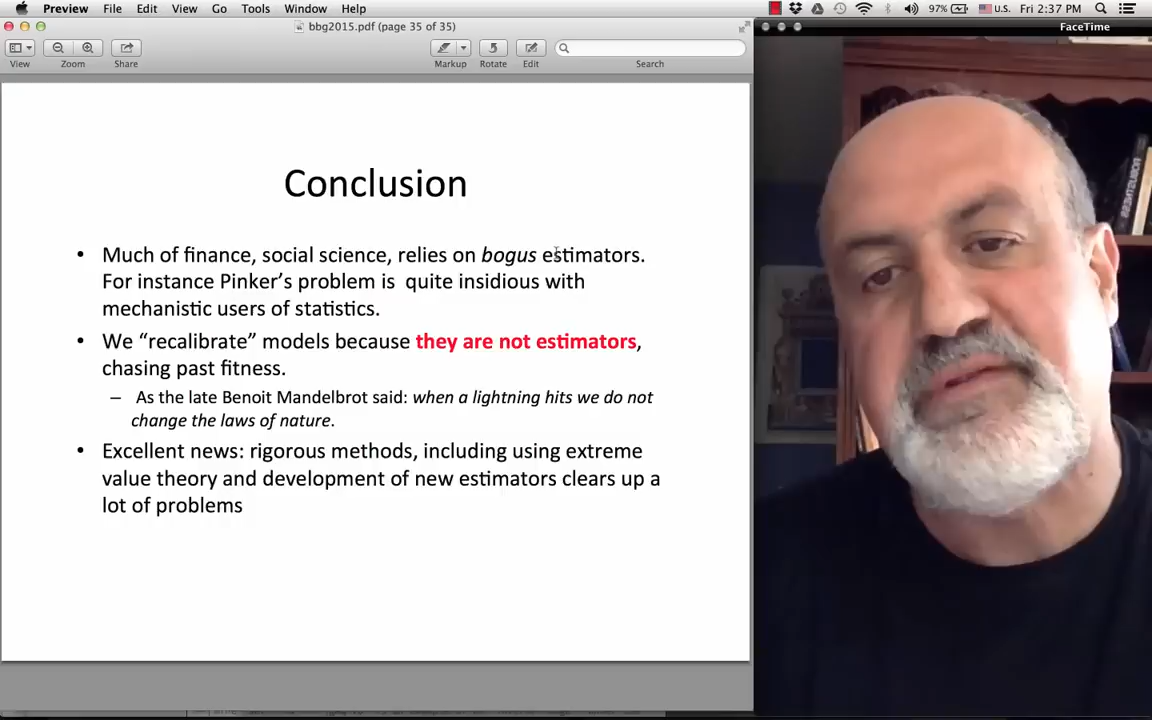 Preview File Edit View Go Tools Window Help
97% U.S. Fri 2:37 PM
bbg2015.pdf (page 35 of 35)
FaceTime
View Zoom Share Markup Rotate Edit Search
Conclusion
• Much of finance, social science, relies on bogus estimators.
For instance Pinker’s problem is quite insidious with
mechanistic users of statistics.
• We “recalibrate” models because they are not estimators,
chasing past fitness.
– As the late Benoit Mandelbrot said: when a lightning hits we do not
change the laws of nature.
• Excellent news: rigorous methods, including using extreme
value theory and development of new estimators clears up a
lot of problems